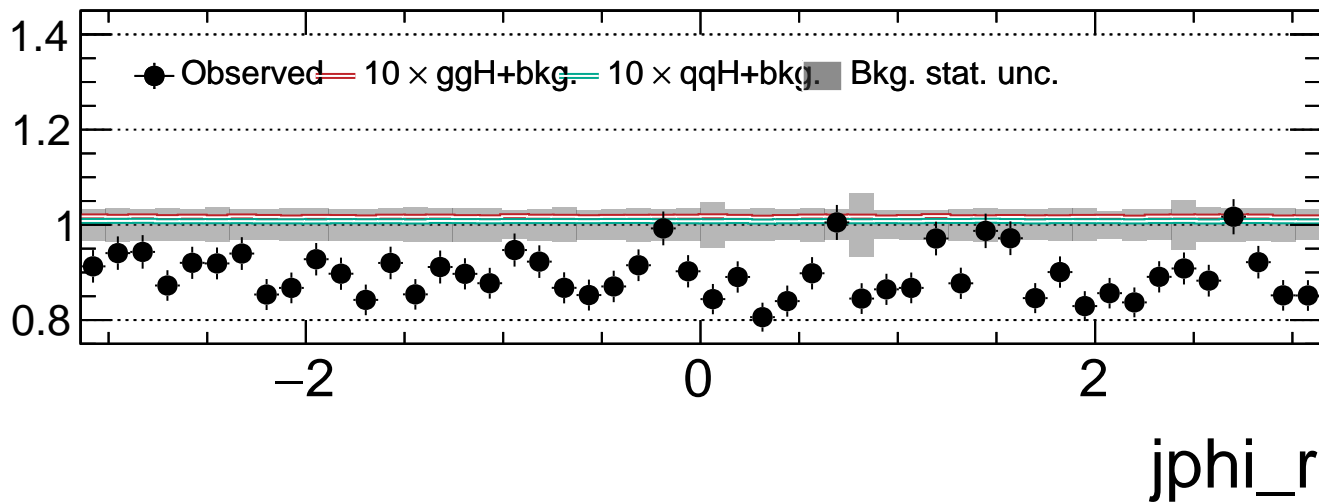 1.4
Observed 10 × ggH+bkg. 10 × qqH+bkg. Bkg. stat. unc.
1.2
1
0.8
−2 0 2
jphi_r